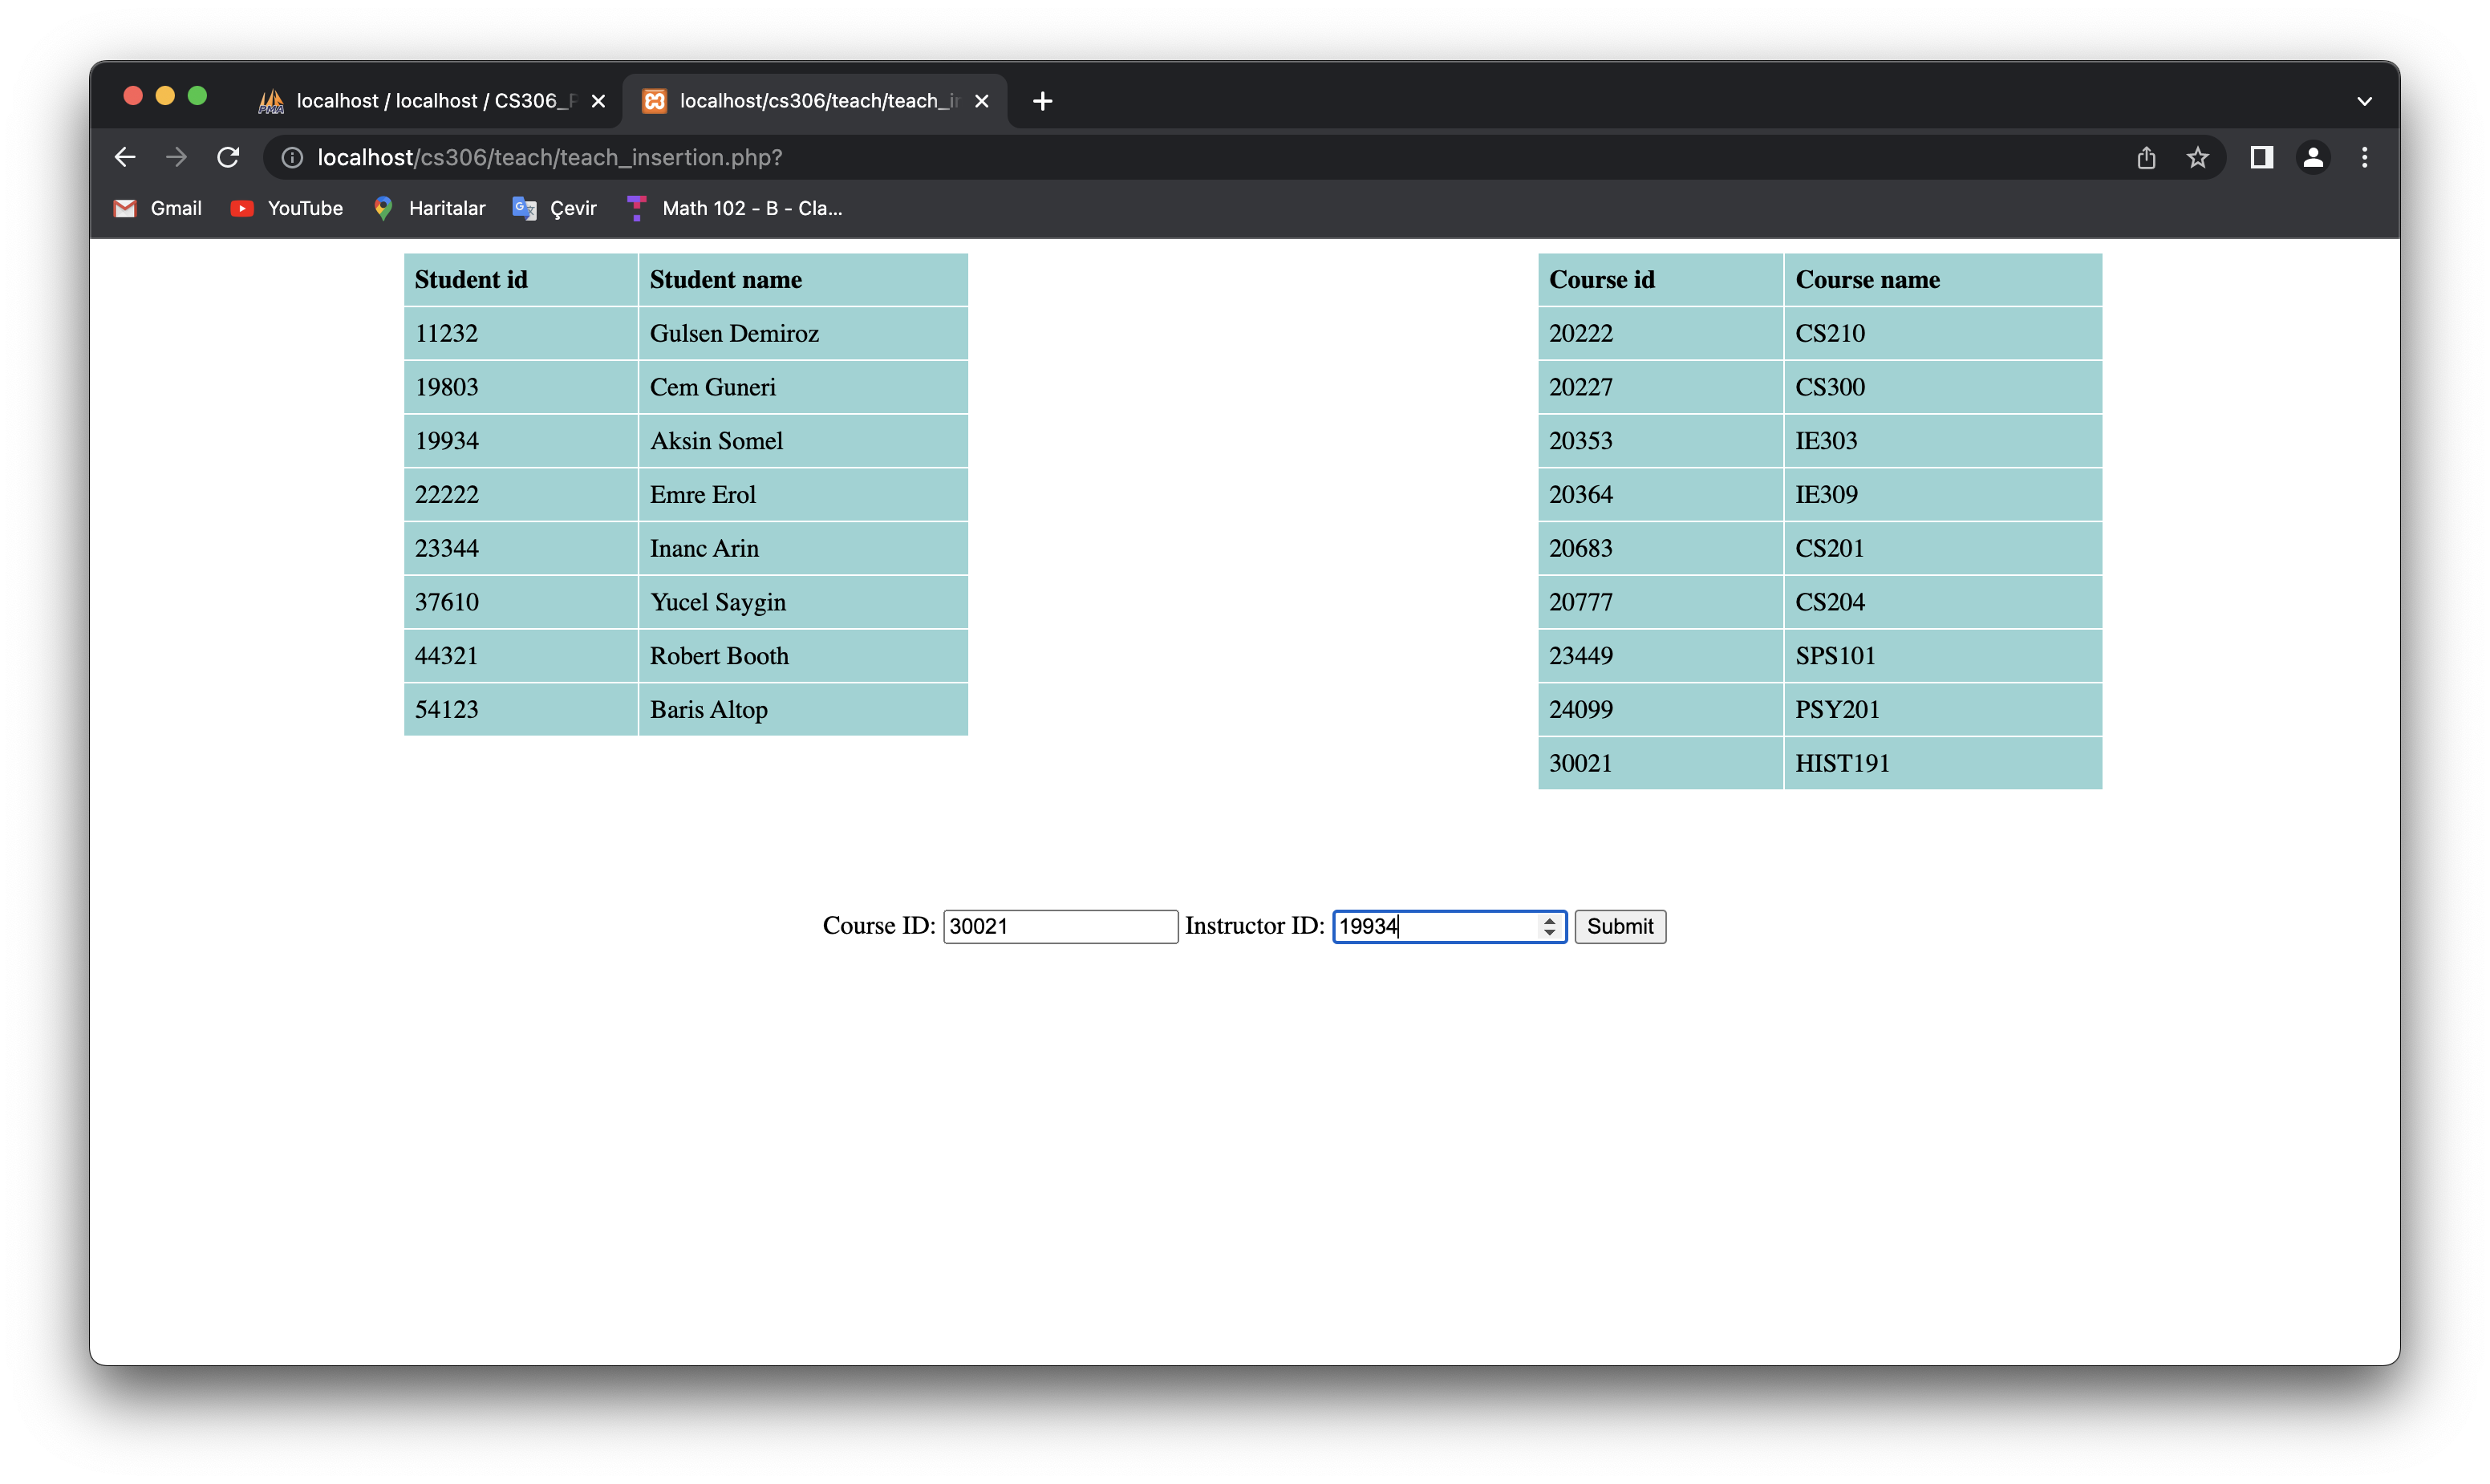 localhost / localhost / CS306_P
localhost/cs306/teach/teach_in
localhost/cs306/teach/teach_insertion.php?
Gmail YouTube Haritalar Çevir Math 102 - B - Cla...
Student id Student name
11232 Gulsen Demiroz
19803 Cem Guneri
19934 Aksin Somel
22222 Emre Erol
23344 Inanc Arin
37610 Yucel Saygin
44321 Robert Booth
54123 Baris Altop
Course id Course name
20222 CS210
20227 CS300
20353 IE303
20364 IE309
20683 CS201
20777 CS204
23449 SPS101
24099 PSY201
30021 HIST191
Course ID: 30021 Instructor ID: 19934 Submit